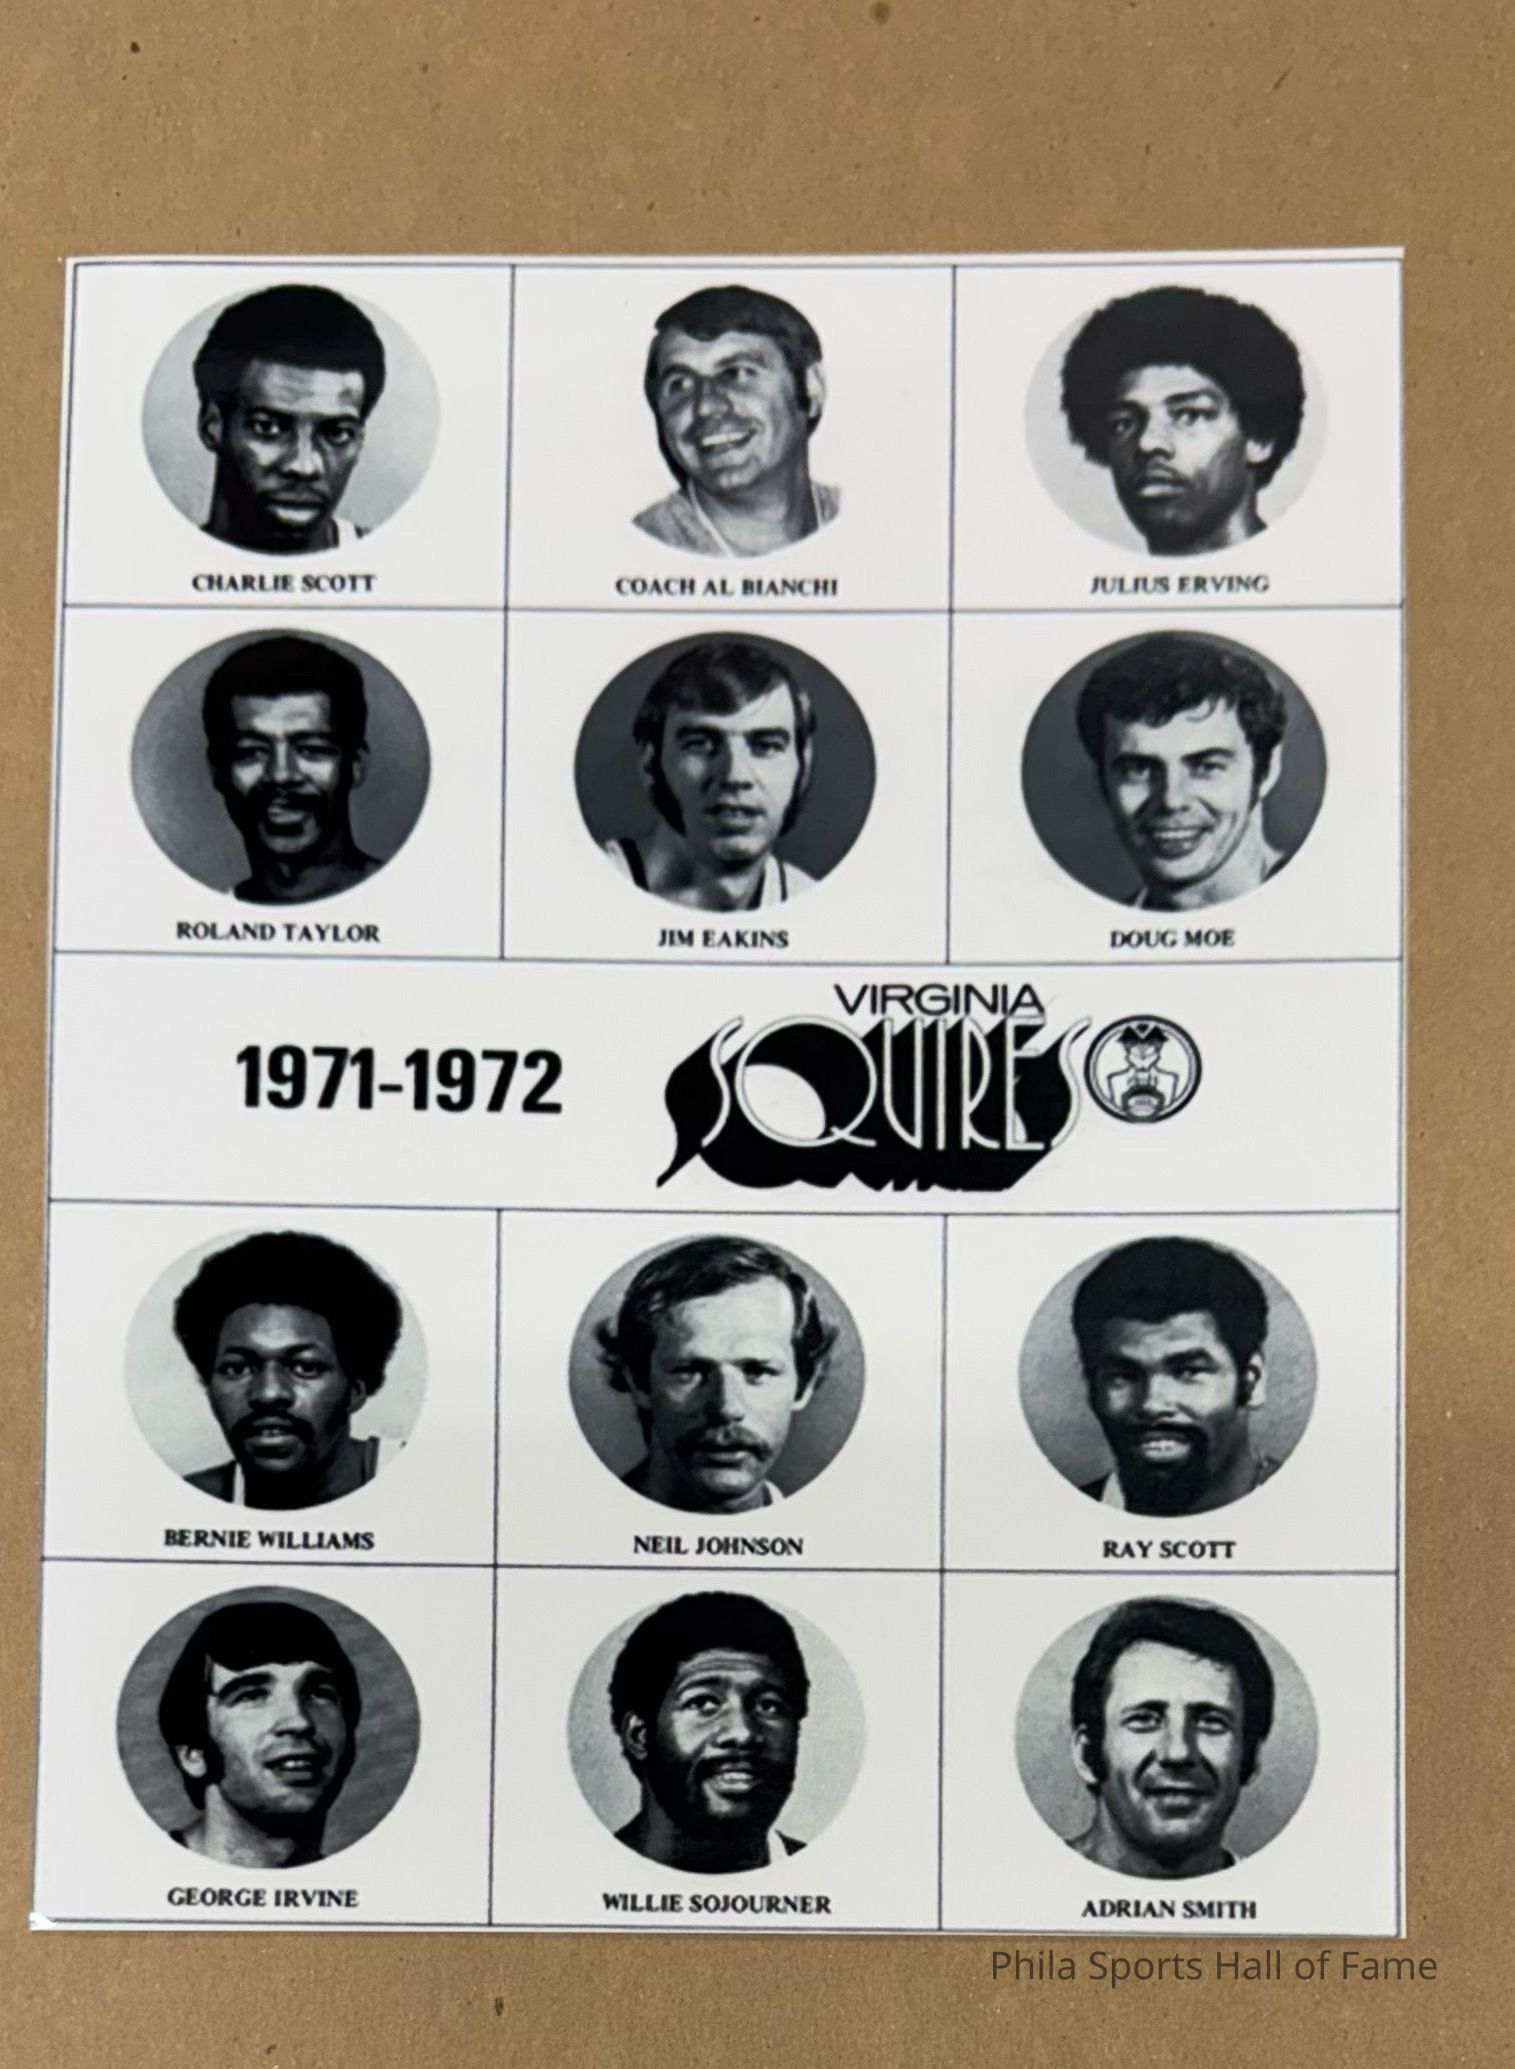 CHARLIE SCOTT
COACH AL BIANCHI
JULIUS ERVING
ROLAND TAYLOR
JIM EAKINS
DOUG MOE
1971-1972
VIRGINIA
SQUIRES
BERNIE WILLIAMS
NEIL JOHNSON
RAY SCOTT
GEORGE IRVINE
WILLIE SOJOURNER
ADRIAN SMITH
Phila Sports Hall of Fame